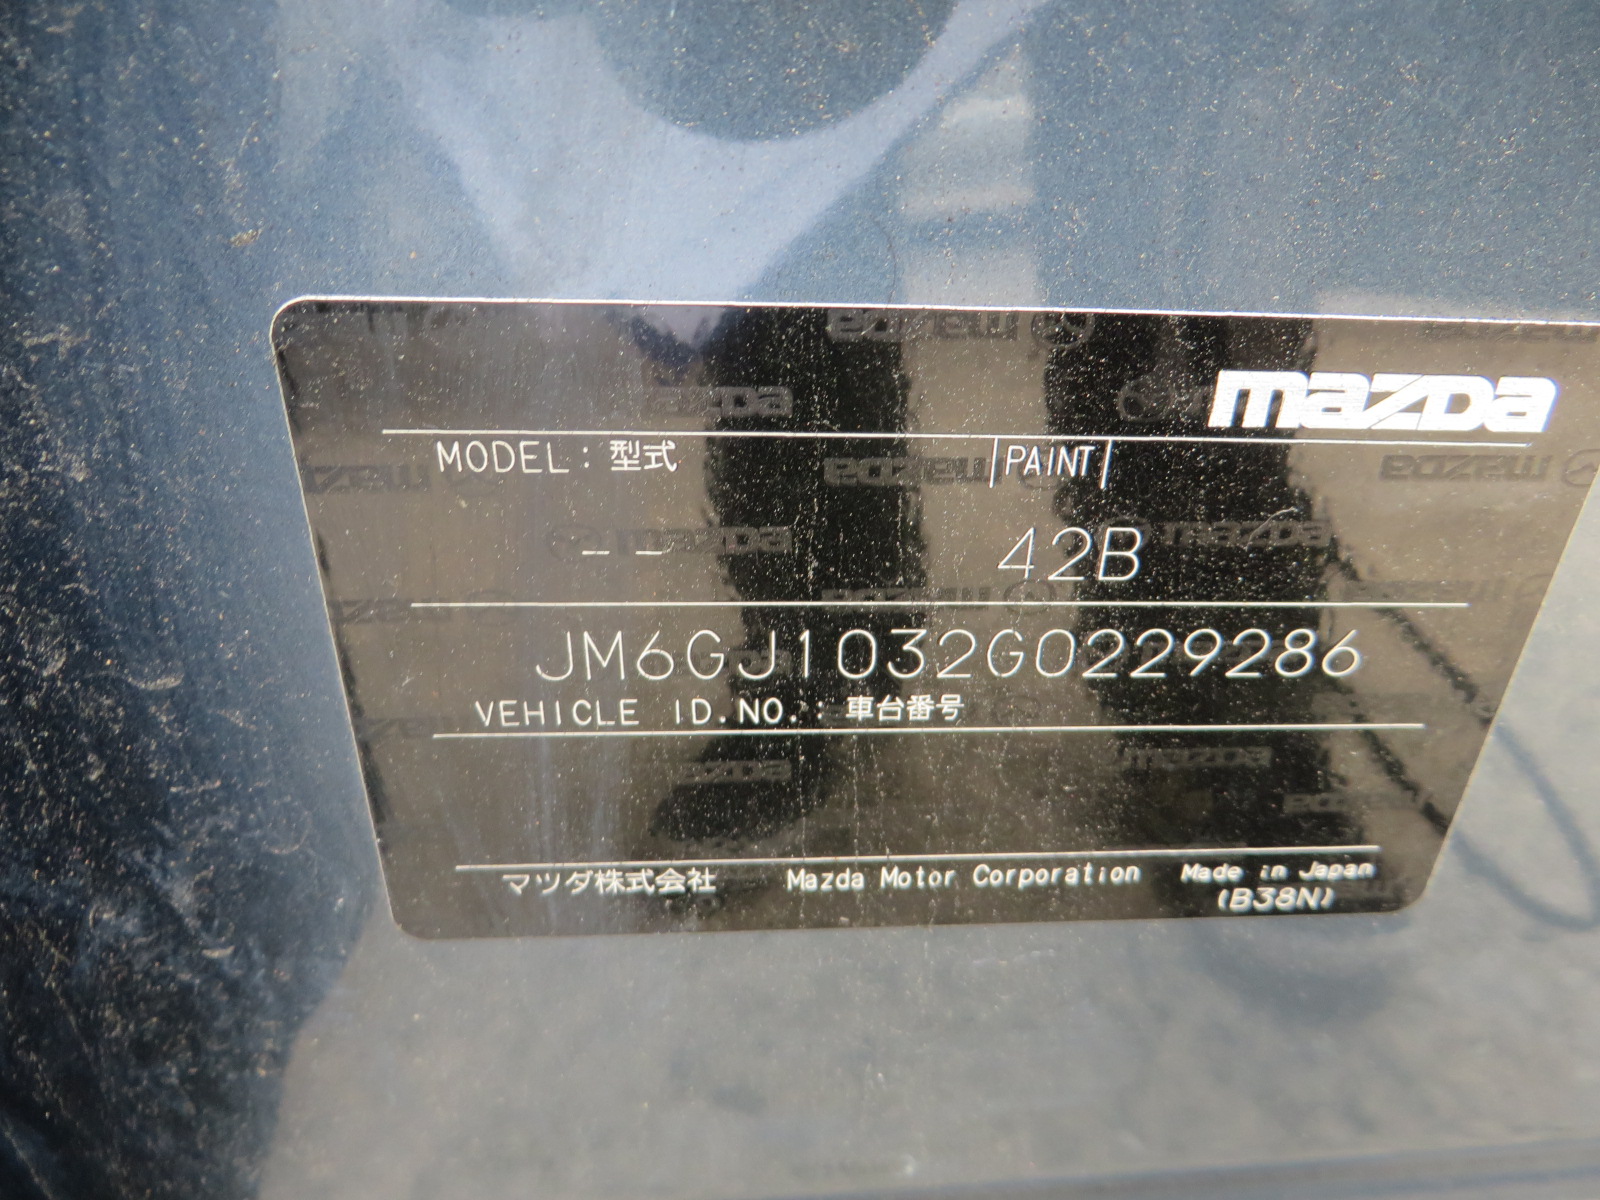 mazda
MODEL : 型式 |PAINT|
-- 42B
JM6GJ1032G0229286
VEHICLE ID.NO. : 車台番号
マツダ株式会社 Mazda Motor Corporation Made in Japan
(B38N)